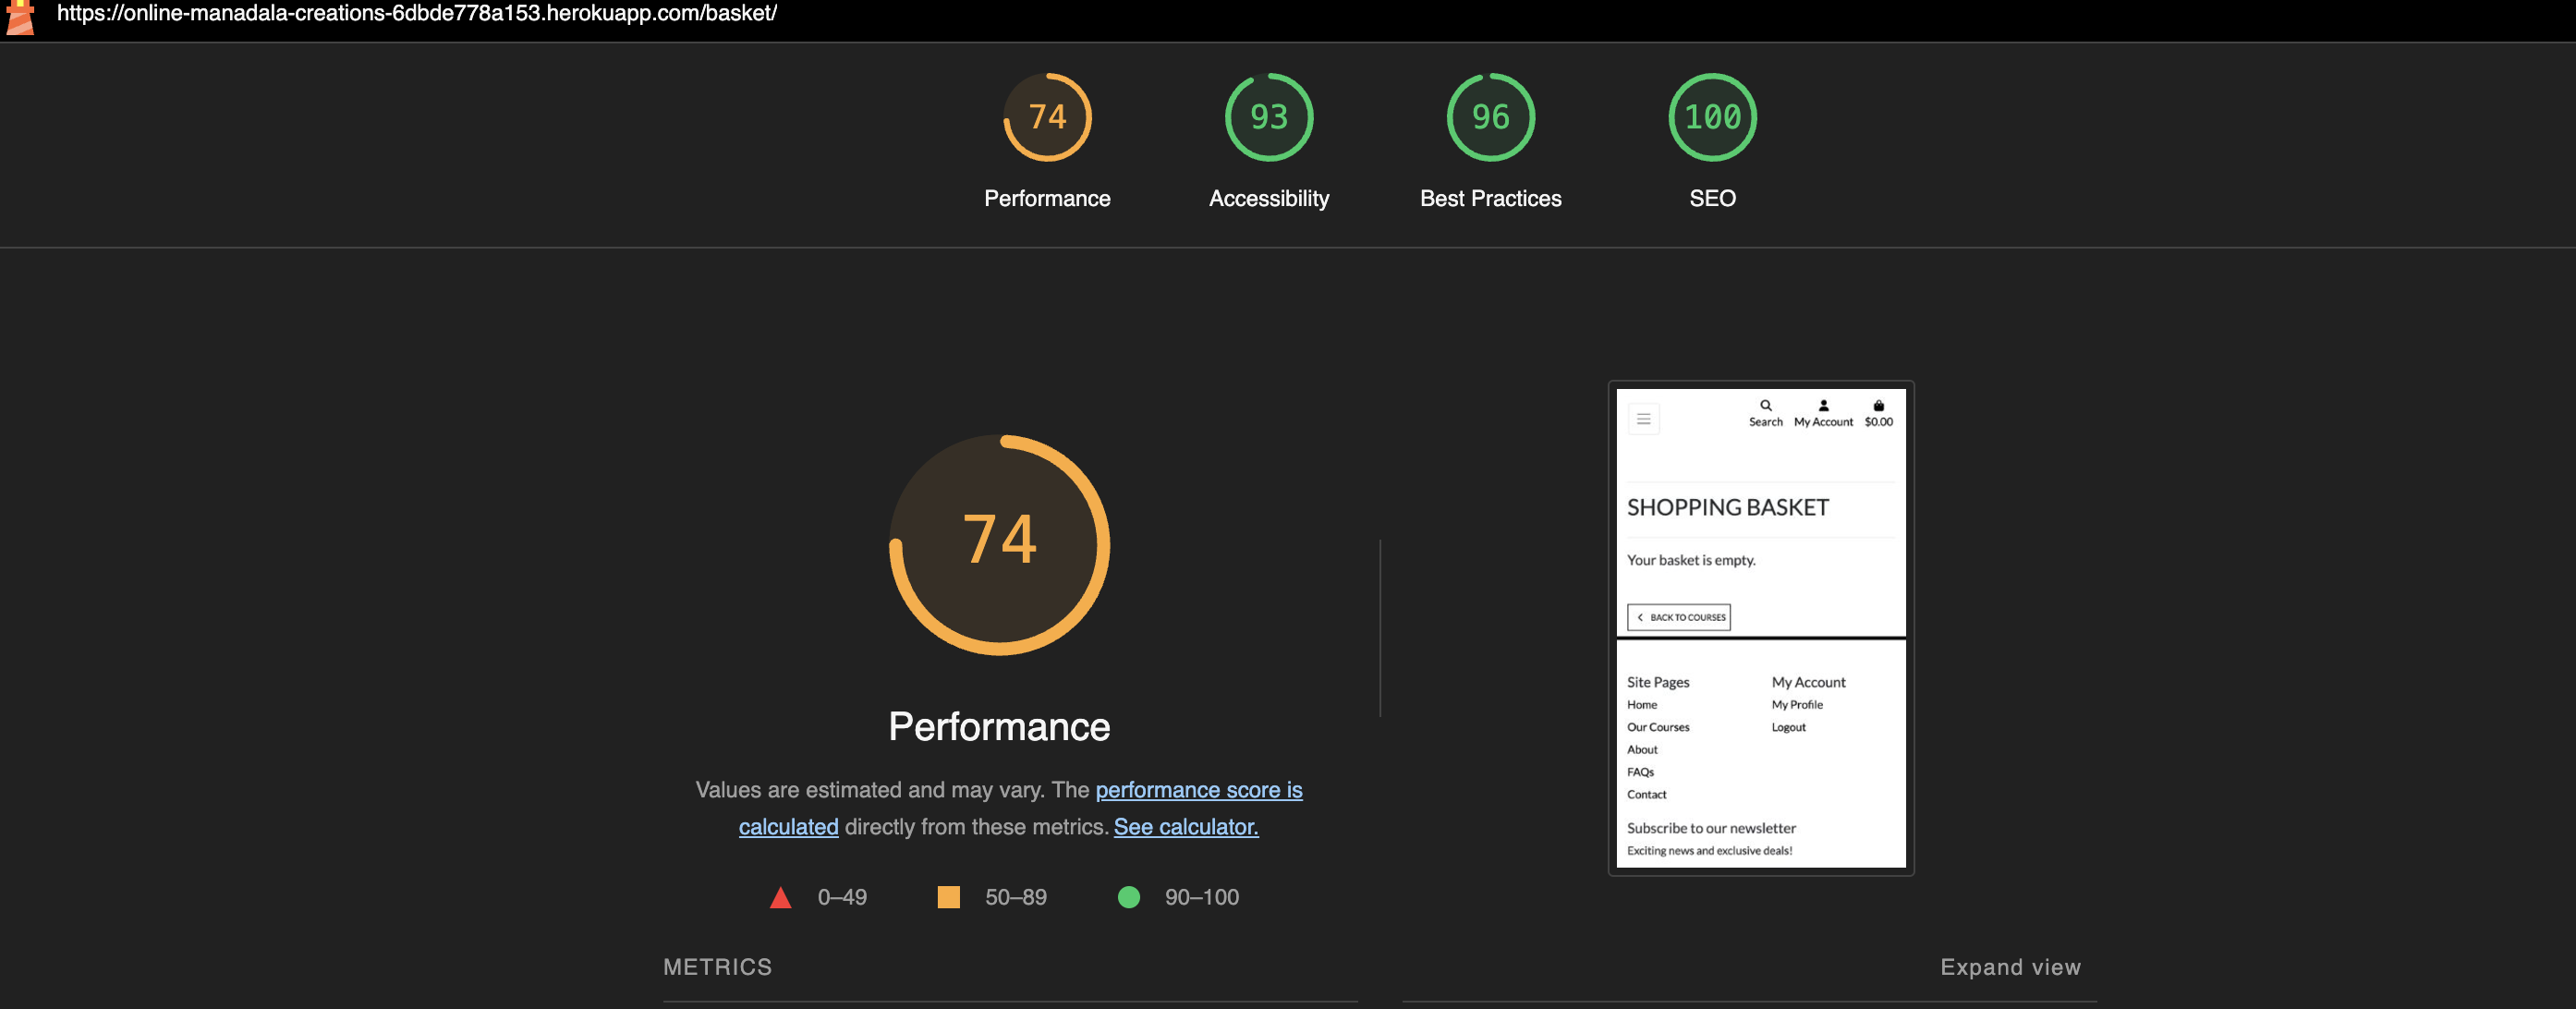 https://online-manadala-creations-6dbde778a153.herokuapp.com/basket/
74
93
96
100
Performance
Accessibility
Best Practices
SEO
74
Performance
Values are estimated and may vary. The performance score is
calculated directly from these metrics. See calculator.
0–49
50–89
90–100
Search
My Account
$0.00
SHOPPING BASKET
Your basket is empty.
BACK TO COURSES
Site Pages
Home
Our Courses
About
FAQs
Contact
My Account
My Profile
Logout
Subscribe to our newsletter
Exciting news and exclusive deals!
METRICS
Expand view